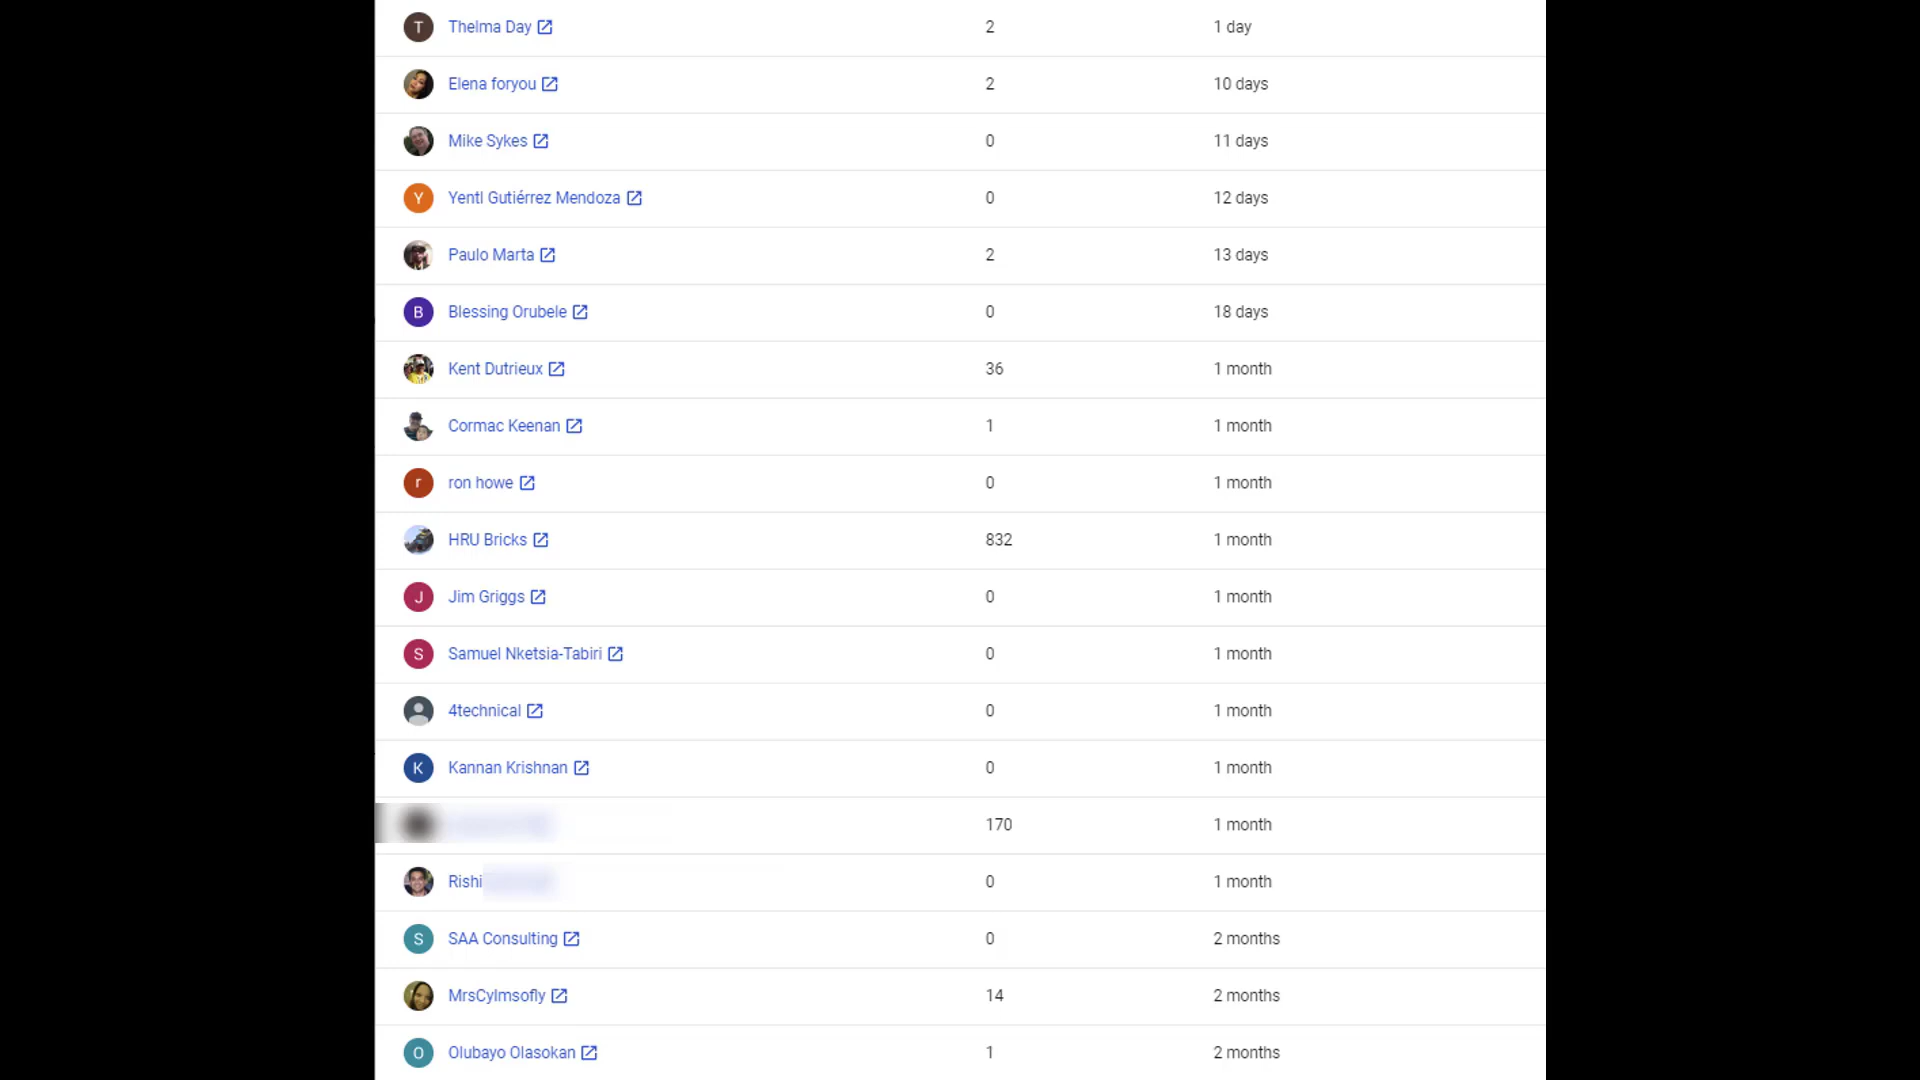 T Thelma Day 2 1 day
Elena foryou 2 10 days
Mike Sykes 0 11 days
Y Yentl Gutiérrez Mendoza 0 12 days
Paulo Marta 2 13 days
B Blessing Orubele 0 18 days
Kent Dutrieux 36 1 month
Cormac Keenan 1 1 month
r ron howe 0 1 month
HRU Bricks 832 1 month
J Jim Griggs 0 1 month
S Samuel Nketsia-Tabiri 0 1 month
4technical 0 1 month
K Kannan Krishnan 0 1 month
170 1 month
Rishi 0 1 month
S SAA Consulting 0 2 months
MrsCylmsofly 14 2 months
O Olubayo Olasokan 1 2 months